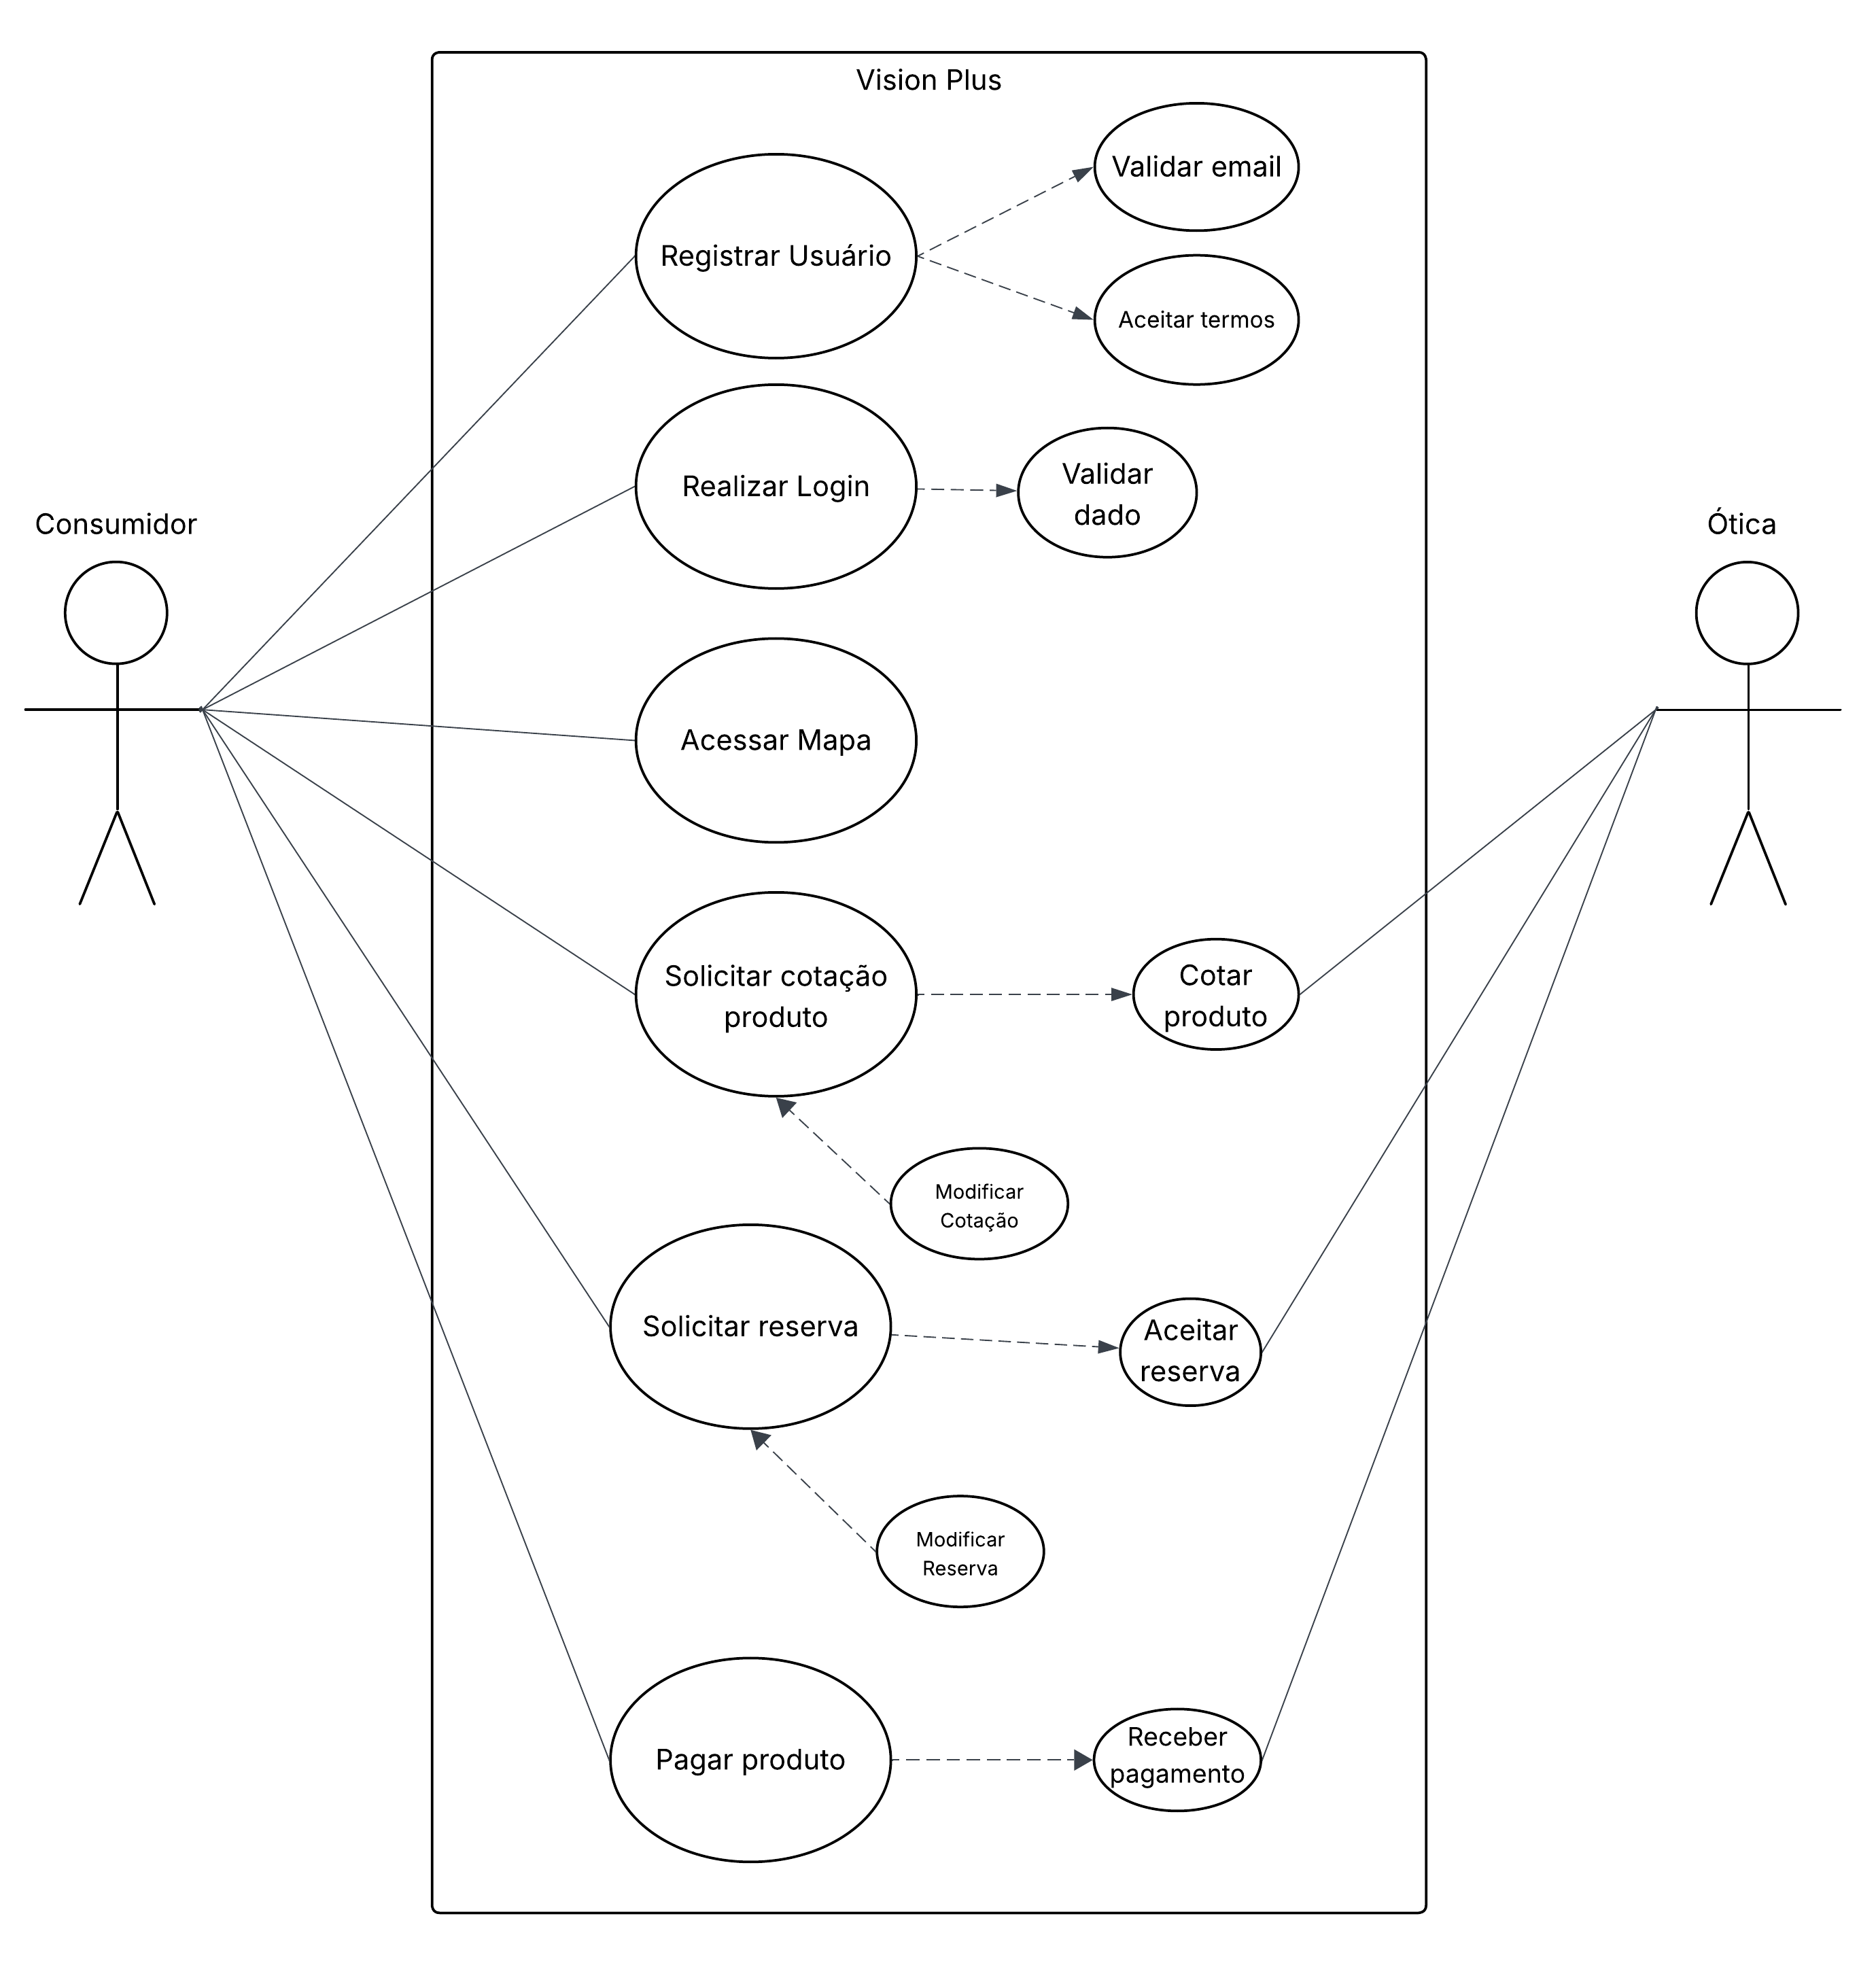 Vision Plus
Validar email
Registrar Usuário
Aceitar termos
Realizar Login
Validar
dado
Consumidor
Ótica
Acessar Mapa
Solicitar cotação
produto
Cotar
produto
Modificar
Cotação
Solicitar reserva
Aceitar
reserva
Modificar
Reserva
Pagar produto
Receber
pagamento